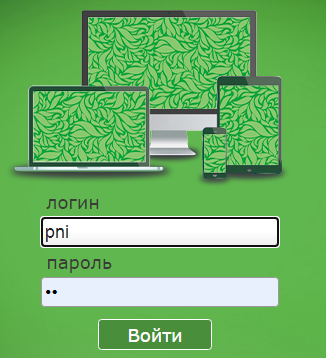 логин
pni
пароль
••
Войти